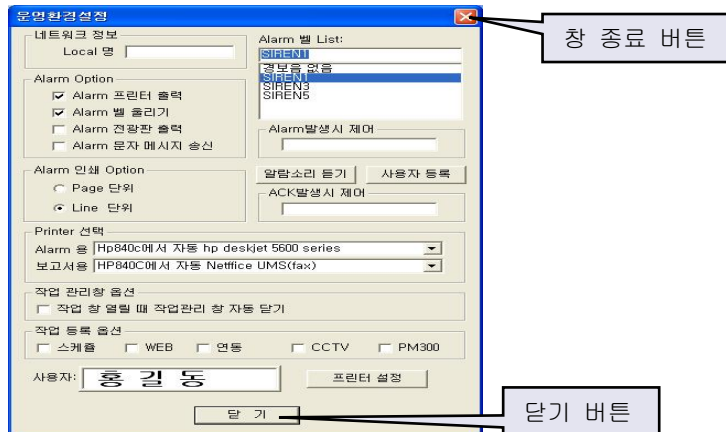 운영환경설정
창 종료 버튼
네트워크 정보
Local 명
Alarm 벨 List:
SIREN1
경보음 없음
SIREN1
SIREN3
SIREN5
Alarm Option
Alarm 프린터 출력
Alarm 벨 울리기
Alarm 전광판 출력
Alarm 문자 메시지 송신
Alarm발생시 제어
Alarm 인쇄 Option
Page 단위
Line 단위
알람소리 듣기
사용자 등록
ACK발생시 제어
Printer 선택
Alarm 용 Hp840c에서 자동 hp deskjet 5600 series
보고서용 HP840C에서 자동 Netffice UMS(fax)
작업 관리창 옵션
작업 창 열릴 때 작업관리 창 자동 닫기
작업 등록 옵션
스케쥴 WEB 연동 CCTV PM300
사용자: 홍 길 동
프린터 설정
닫 기
닫기 버튼